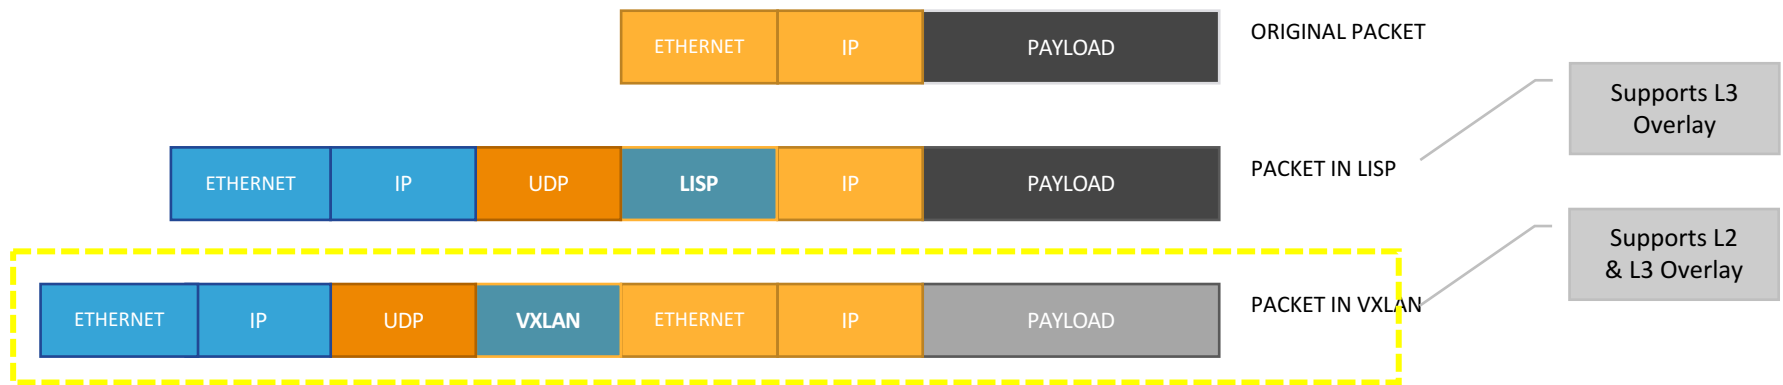 ETHERNET IP PAYLOAD ORIGINAL PACKET
Supports L3
Overlay
ETHERNET IP UDP LISP IP PAYLOAD PACKET IN LISP
Supports L2
& L3 Overlay
ETHERNET IP UDP VXLAN ETHERNET IP PAYLOAD PACKET IN VXLAN